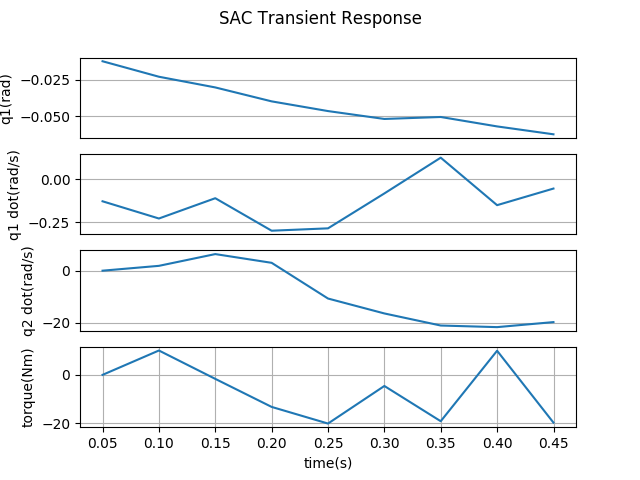 SAC Transient Response
q1(rad)
−0.025
−0.050
q1 dot(rad/s)
0.00
−0.25
q2 dot(rad/s)
0
−20
torque(Nm)
0
−20
0.05 0.10 0.15 0.20 0.25 0.30 0.35 0.40 0.45
time(s)